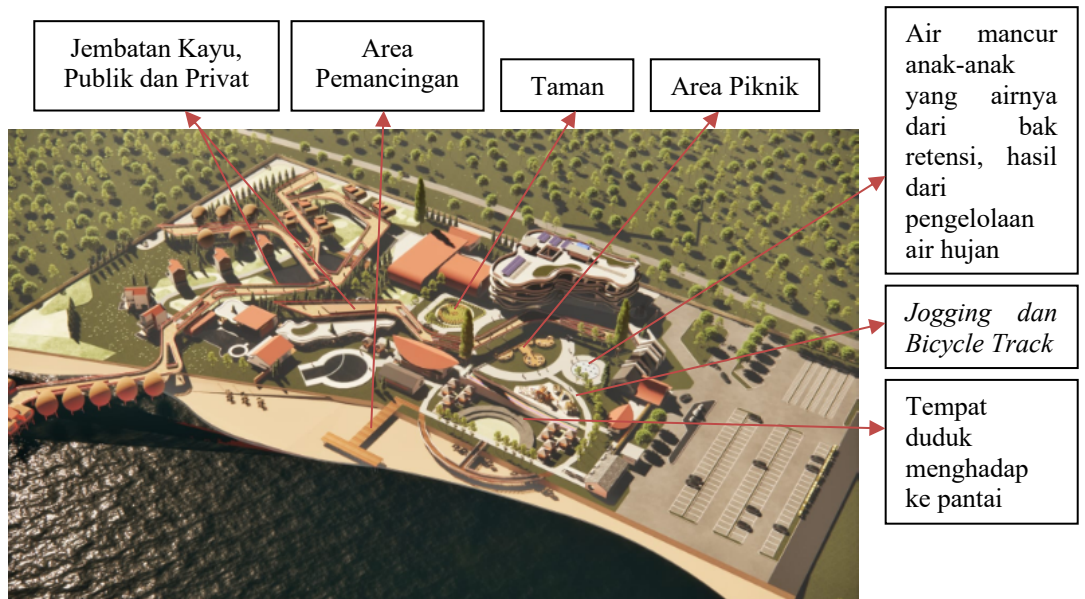 Jembatan Kayu,
Publik dan Privat
Area
Pemancingan
Taman
Area Piknik
Air mancur
anak-anak
yang airnya
dari bak
retensi, hasil
dari
pengelolaan
air hujan
Jogging dan
Bicycle Track
Tempat
duduk
menghadap
ke pantai